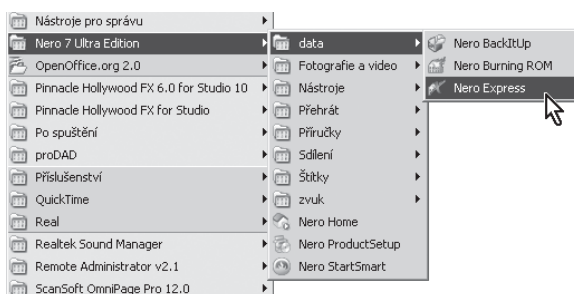 Nástroje pro správu
Nero 7 Ultra Edition
OpenOffice.org 2.0
Pinnacle Hollywood FX 6.0 for Studio 10
Pinnacle Hollywood FX for Studio
Po spuštění
proDAD
Příslušenství
QuickTime
Real
Realtek Sound Manager
Remote Administrator v2.1
ScanSoft OmniPage Pro 12.0
data
Fotografie a video
Nástroje
Přehrát
Příručky
Sdílení
Štítky
zvuk
Nero Home
Nero ProductSetup
Nero StartSmart
Nero BackItUp
Nero Burning ROM
Nero Express